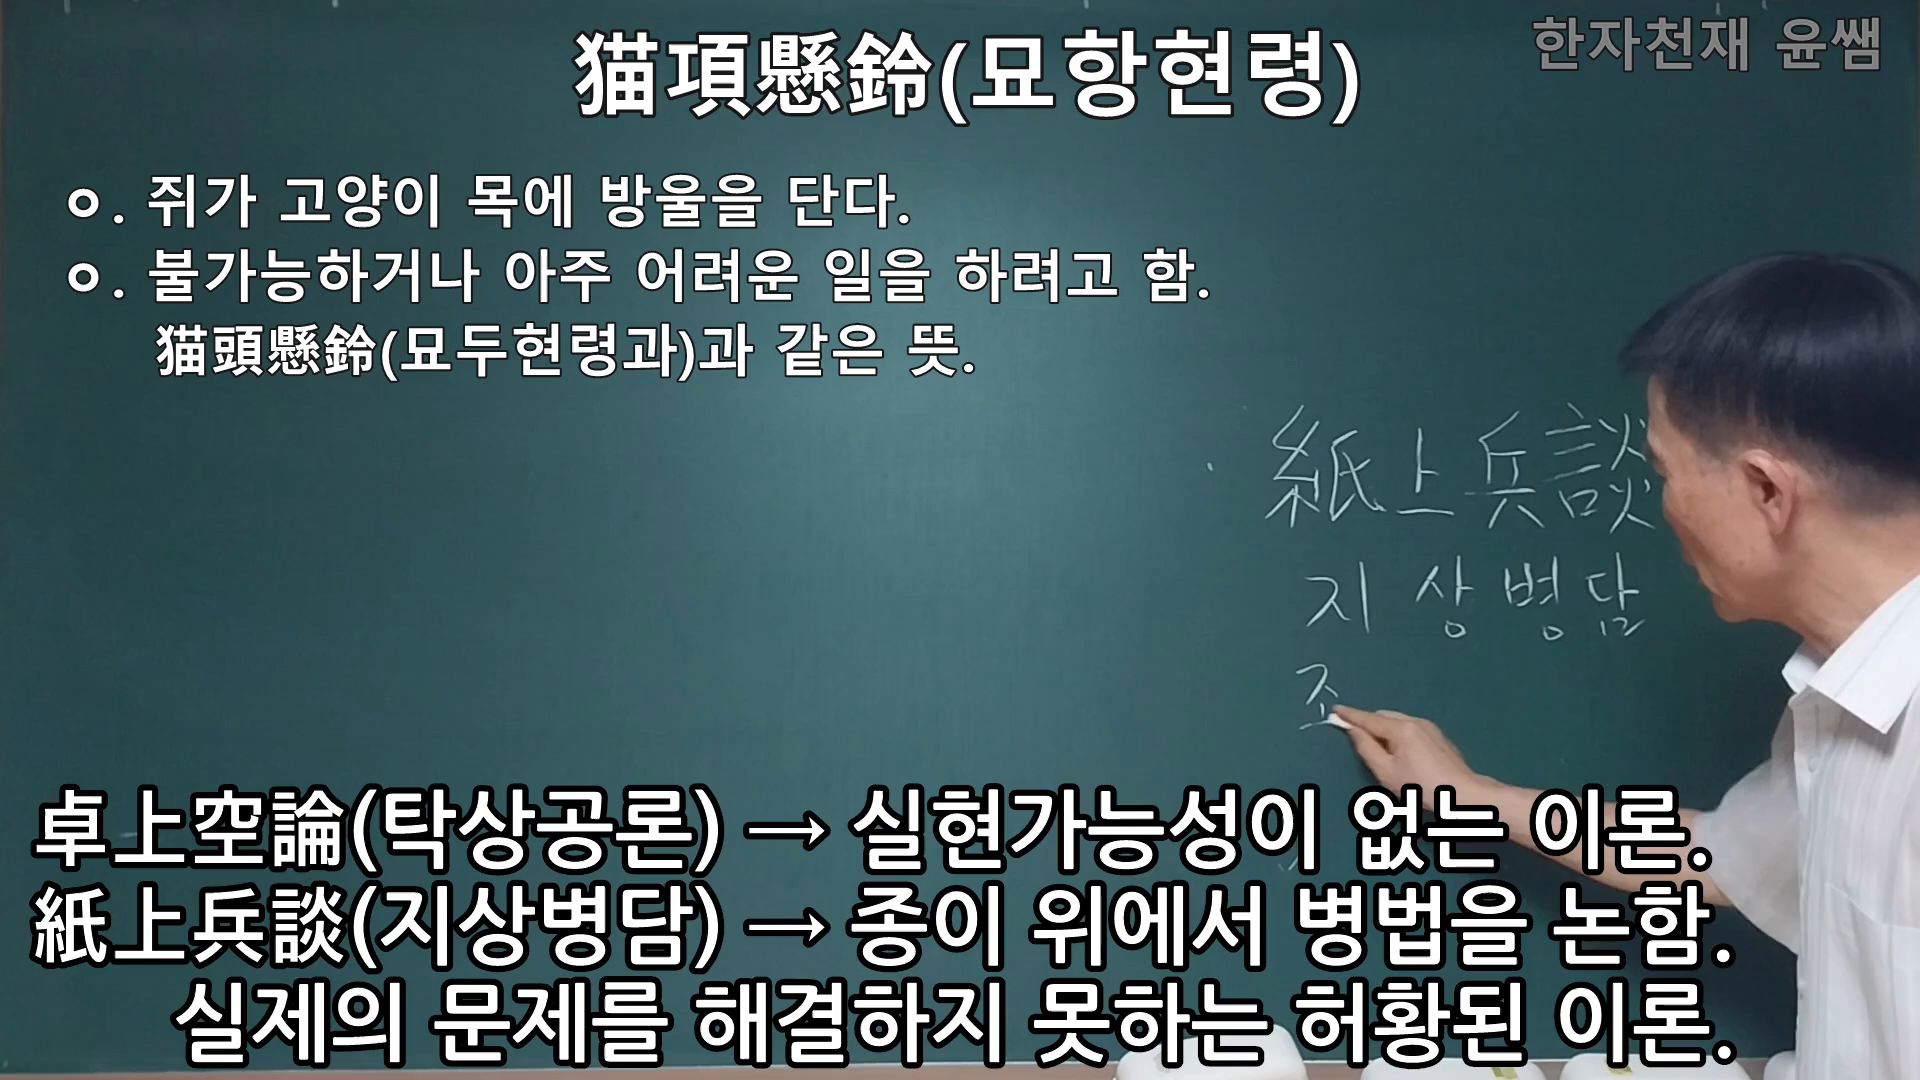 한자천재 윤쌤
猫項懸鈴(묘항현령)
ㅇ. 쥐가 고양이 목에 방울을 단다.
ㅇ. 불가능하거나 아주 어려운 일을 하려고 함.
猫頭懸鈴(묘두현령과)과 같은 뜻.
紙上兵談
지상병담
조
卓上空論(탁상공론) → 실현가능성이 없는 이론.
紙上兵談(지상병담) → 종이 위에서 병법을 논함.
실제의 문제를 해결하지 못하는 허황된 이론.